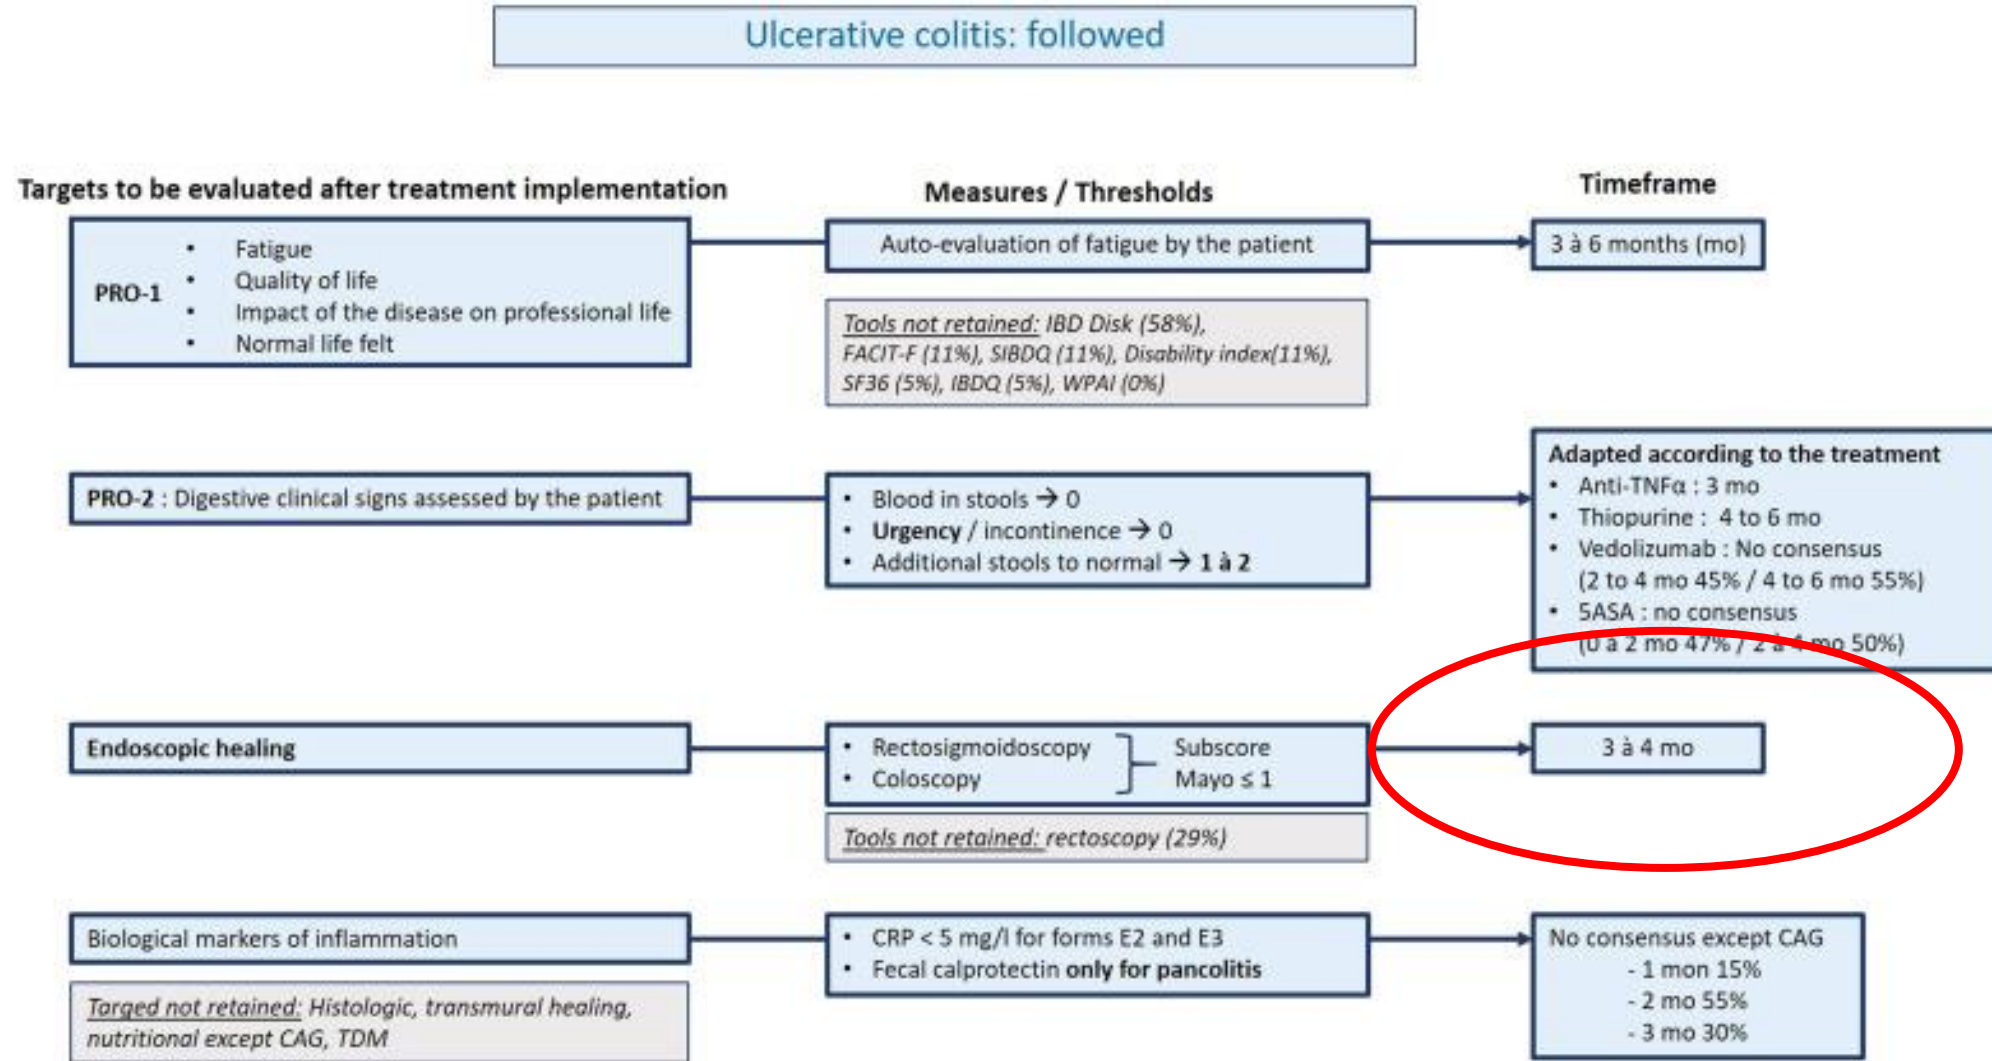 Ulcerative colitis: followed
Targets to be evaluated after treatment implementation
Measures / Thresholds
Timeframe
PRO-1
• Fatigue
• Quality of life
• Impact of the disease on professional life
• Normal life felt
Auto-evaluation of fatigue by the patient
3 à 6 months (mo)
Tools not retained: IBD Disk (58%),
FACIT-F (11%), SIBDQ (11%), Disability index(11%),
SF36 (5%), IBDQ (5%), WPAI (0%)
PRO-2 : Digestive clinical signs assessed by the patient
• Blood in stools → 0
• Urgency / incontinence → 0
• Additional stools to normal → 1 à 2
Adapted according to the treatment
• Anti-TNFα : 3 mo
• Thiopurine : 4 to 6 mo
• Vedolizumab : No consensus
(2 to 4 mo 45% / 4 to 6 mo 55%)
• 5ASA : no consensus
(0 à 2 mo 47% / 2 à 4 mo 50%)
Endoscopic healing
• Rectosigmoidoscopy
• Coloscopy
Subscore
Mayo ≤ 1
3 à 4 mo
Tools not retained: rectoscopy (29%)
Biological markers of inflammation
• CRP < 5 mg/l for forms E2 and E3
• Fecal calprotectin only for pancolitis
No consensus except CAG
- 1 mon 15%
- 2 mo 55%
- 3 mo 30%
Targed not retained: Histologic, transmural healing,
nutritional except CAG, TDM